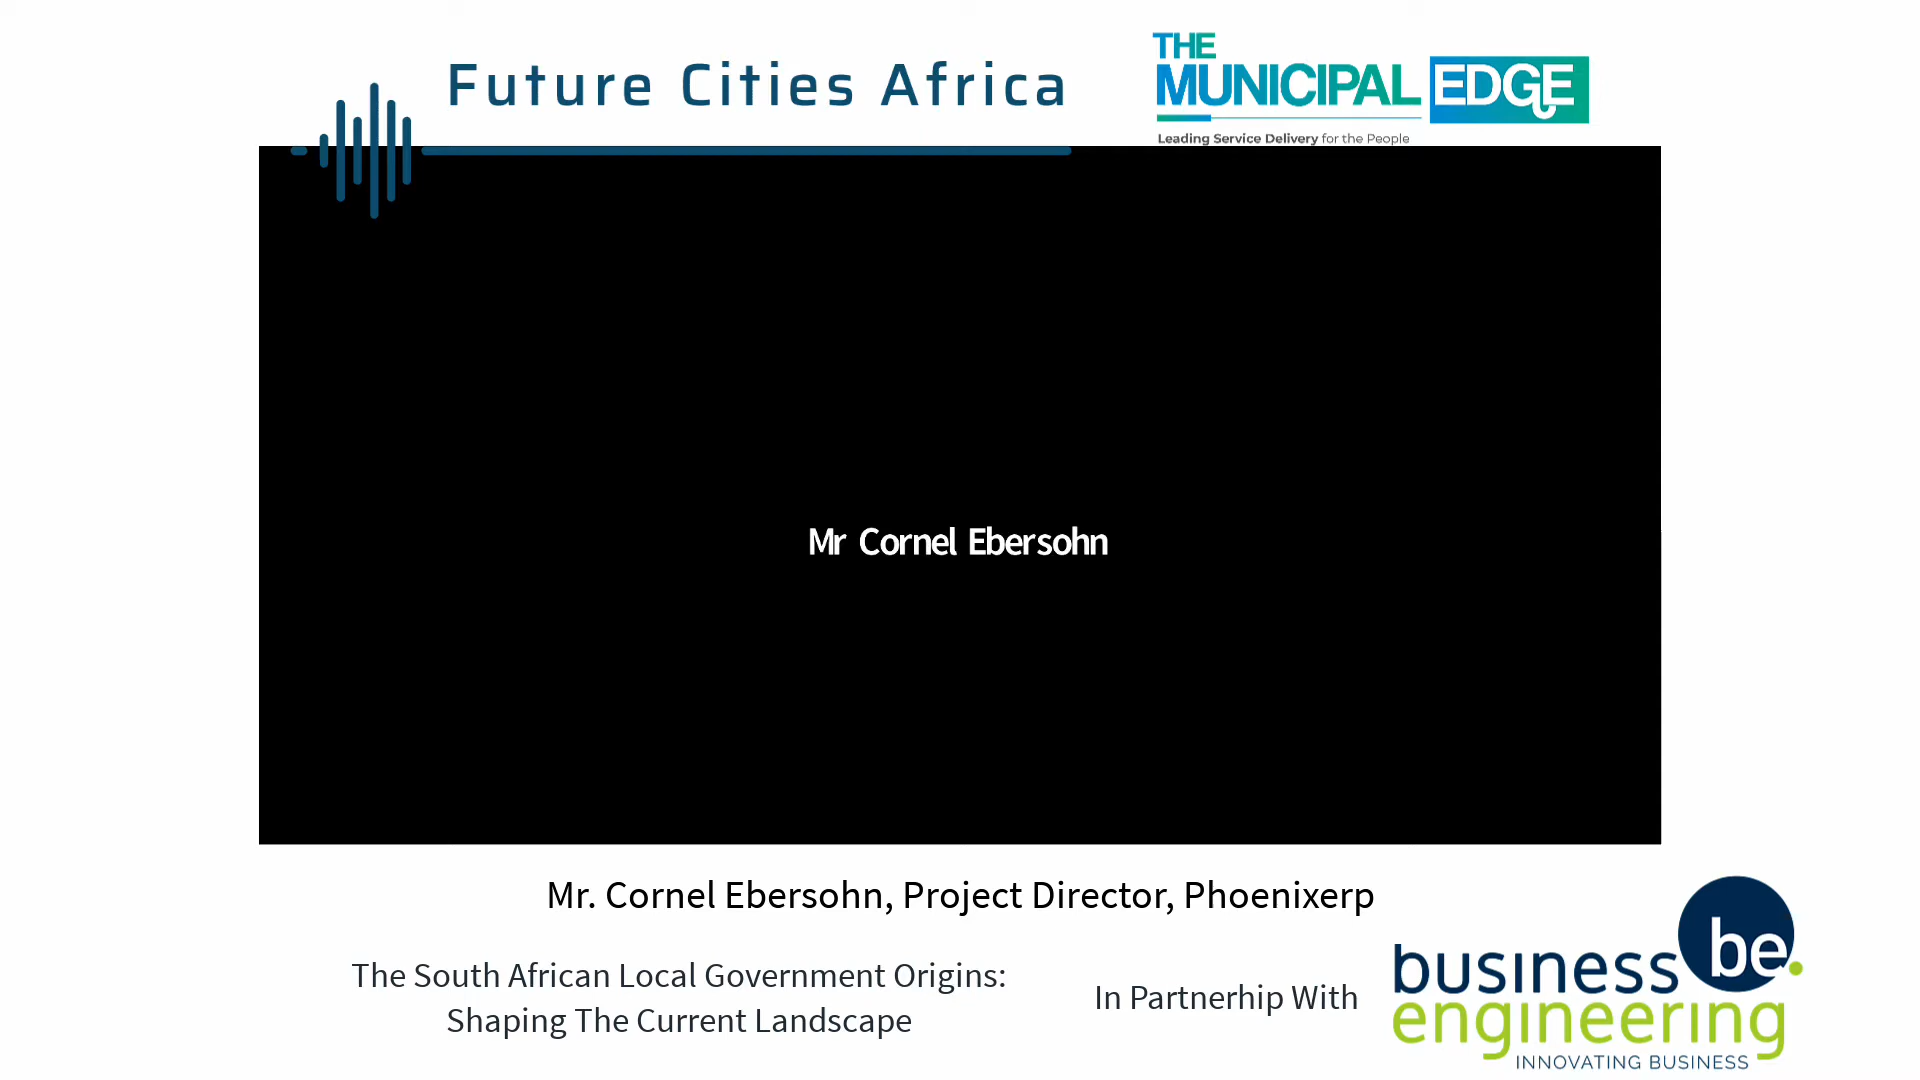 Future Cities Africa
THE
MUNICIPAL EDGE
Leading Service Delivery for the People
Mr Cornel Ebersohn
Mr. Cornel Ebersohn, Project Director, Phoenixerp
The South African Local Government Origins:
Shaping The Current Landscape
In Partnerhip With
be.
business
engineering
INNOVATING BUSINESS